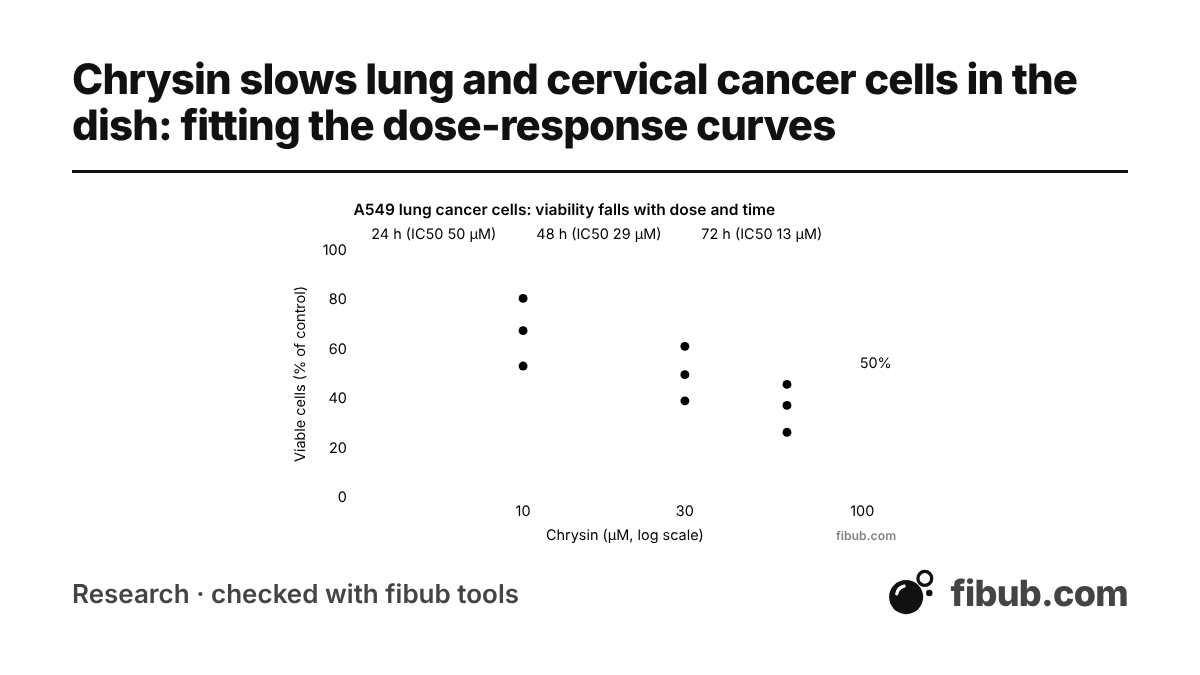 Chrysin slows lung and cervical cancer cells in the
dish: fitting the dose-response curves
A549 lung cancer cells: viability falls with dose and time
24 h (IC50 50 µM) 48 h (IC50 29 µM) 72 h (IC50 13 µM)
100
80
60
40
20
0
Viable cells (% of control)
50%
10 30 100
Chrysin (µM, log scale)
fibub.com
Research · checked with fibub tools
fibub.com